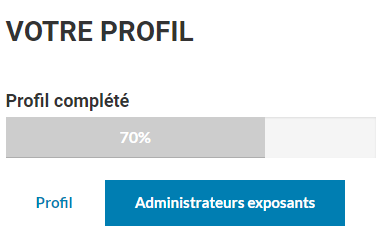 VOTRE PROFIL
Profil complété
70%
Profil Administrateurs exposants